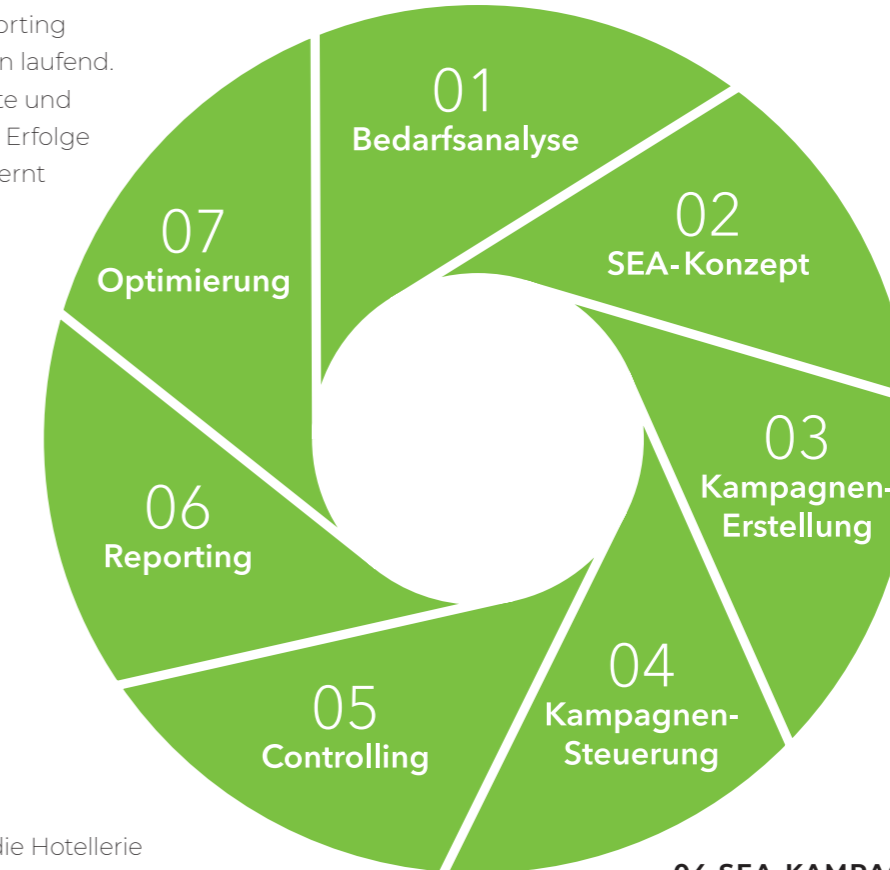 orting
n laufend.
te und
Erfolge
ernt
01
Bedarfsanalyse
02
SEA-Konzept
03
Kampagnen-
Erstellung
04
Kampagnen-
Steuerung
05
Controlling
06
Reporting
07
Optimierung
die Hotellerie